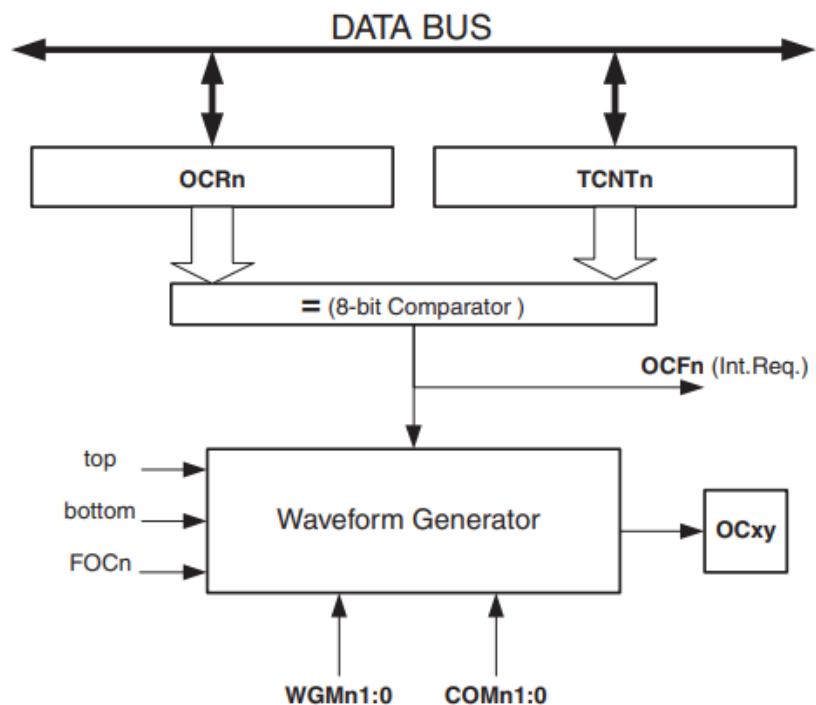 DATA BUS
OCRn
TCNTn
= (8-bit Comparator )
OCFn (Int.Req.)
top
bottom
FOCn
Waveform Generator
OCxy
WGMn1:0
COMn1:0